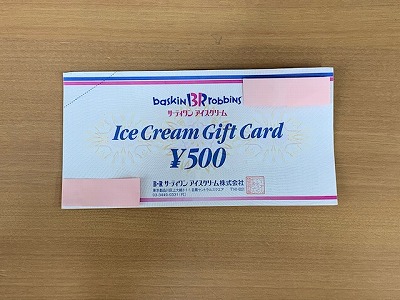 baskin BR robbins
サーティワン アイスクリーム
Ice Cream Gift Card
¥500
B-R サーティワン アイスクリーム株式会社